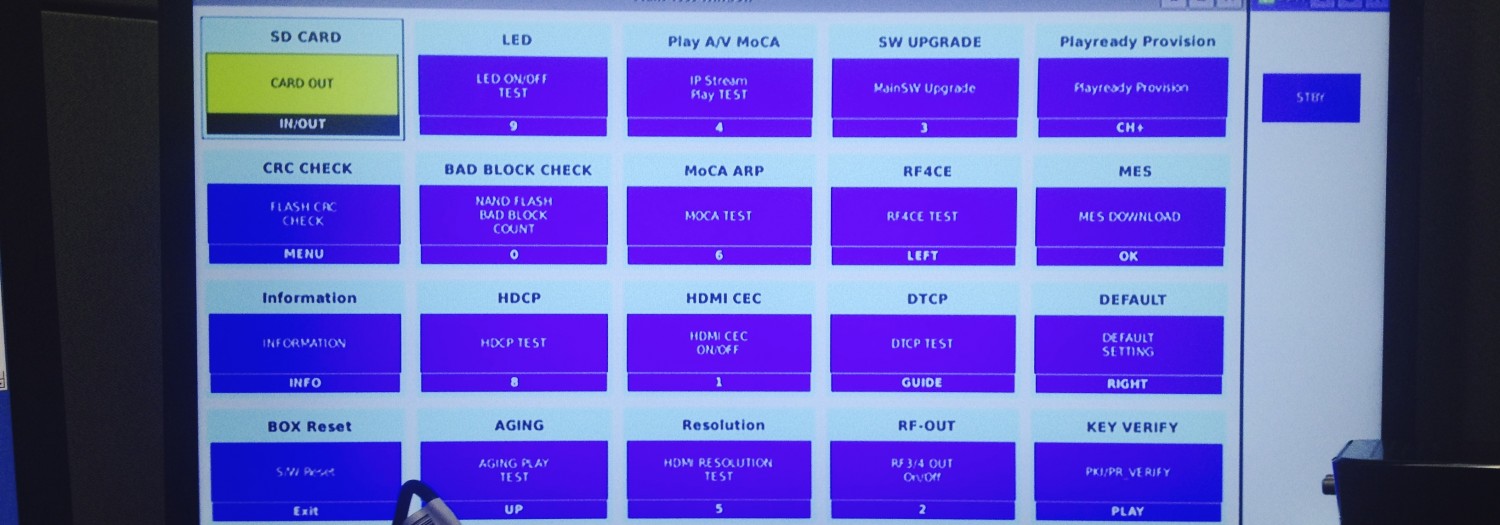 SD CARD
CARD OUT
IN/OUT
LED
LED ON/OFF
TEST
9
Play A/V MoCA
IP Stream
Play TEST
4
SW UPGRADE
MainSW Upgrade
3
Playready Provision
Playready Provision
CH+
STBY
CRC CHECK
FLASH CRC
CHECK
MENU
BAD BLOCK CHECK
NAND FLASH
BAD BLOCK
COUNT
0
MoCA ARP
MOCA TEST
6
RF4CE
RF4CE TEST
LEFT
MES
MES DOWNLOAD
OK
Information
INFORMATION
INFO
HDCP
HDCP TEST
8
HDMI CEC
HDMI CEC
ON/OFF
1
DTCP
DTCP TEST
GUIDE
DEFAULT
DEFAULT
SETTING
RIGHT
BOX Reset
S/W Reset
Exit
AGING
AGING PLAY
TEST
UP
Resolution
HDMI RESOLUTION
TEST
5
RF-OUT
RF 3/4 OUT
On/Off
2
KEY VERIFY
PKI/PR_VERIFY
PLAY